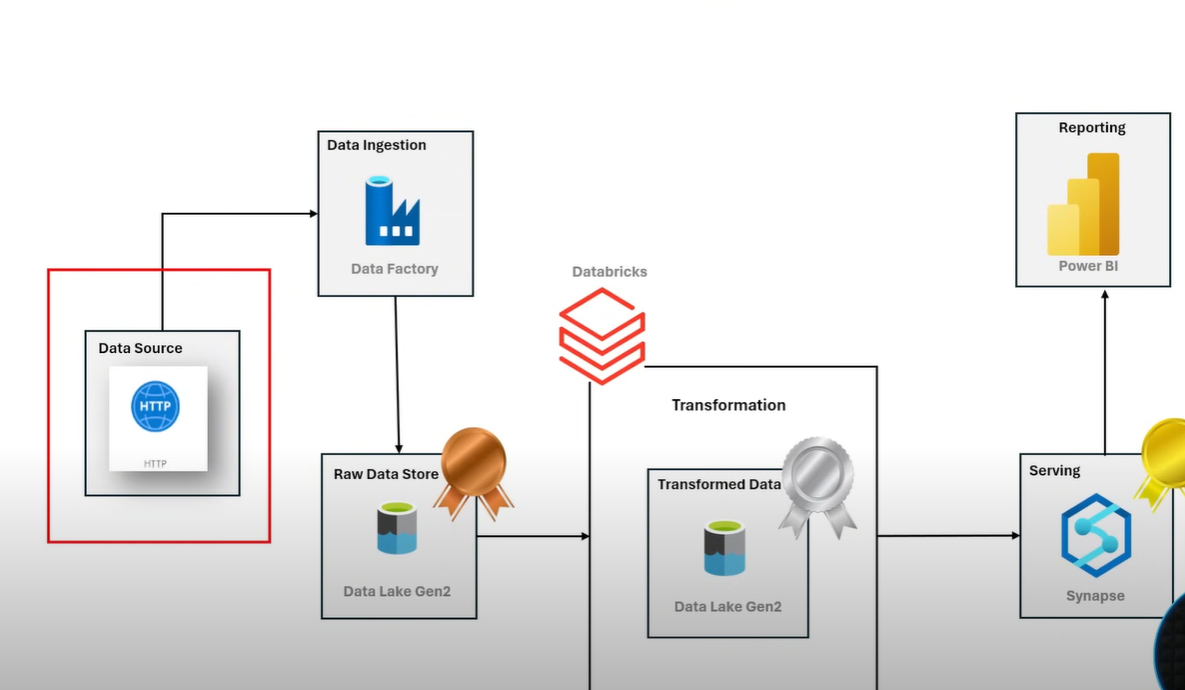 Data Source
HTTP
HTTP
Data Ingestion
Data Factory
Raw Data Store
Data Lake Gen2
Databricks
Transformation
Transformed Data
Data Lake Gen2
Serving
Synapse
Reporting
Power BI